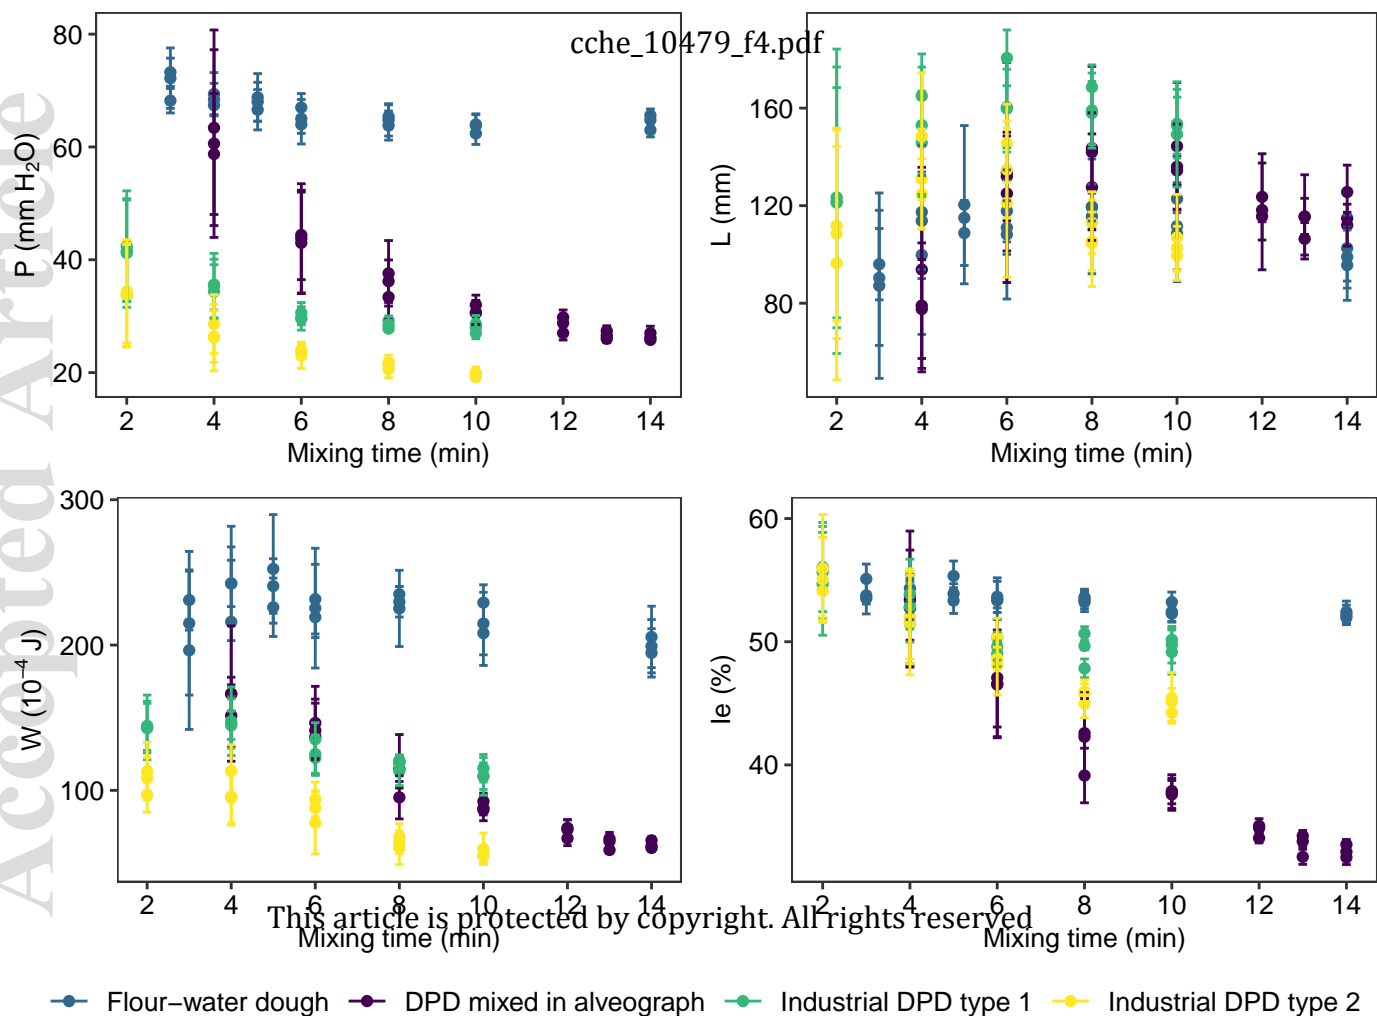 cche_10479_f4.pdf
Accepted Article
P (mm H₂O)
80
60
40
20
2 4 6 8 10 12 14
Mixing time (min)
L (mm)
160
120
80
2 4 6 8 10 12 14
Mixing time (min)
W (10⁻⁴ J)
300
200
100
2 4 6 8 10 12 14
Mixing time (min)
Ie (%)
60
50
40
2 4 6 8 10 12 14
Mixing time (min)
This article is protected by copyright. All rights reserved
Flour−water dough DPD mixed in alveograph Industrial DPD type 1 Industrial DPD type 2